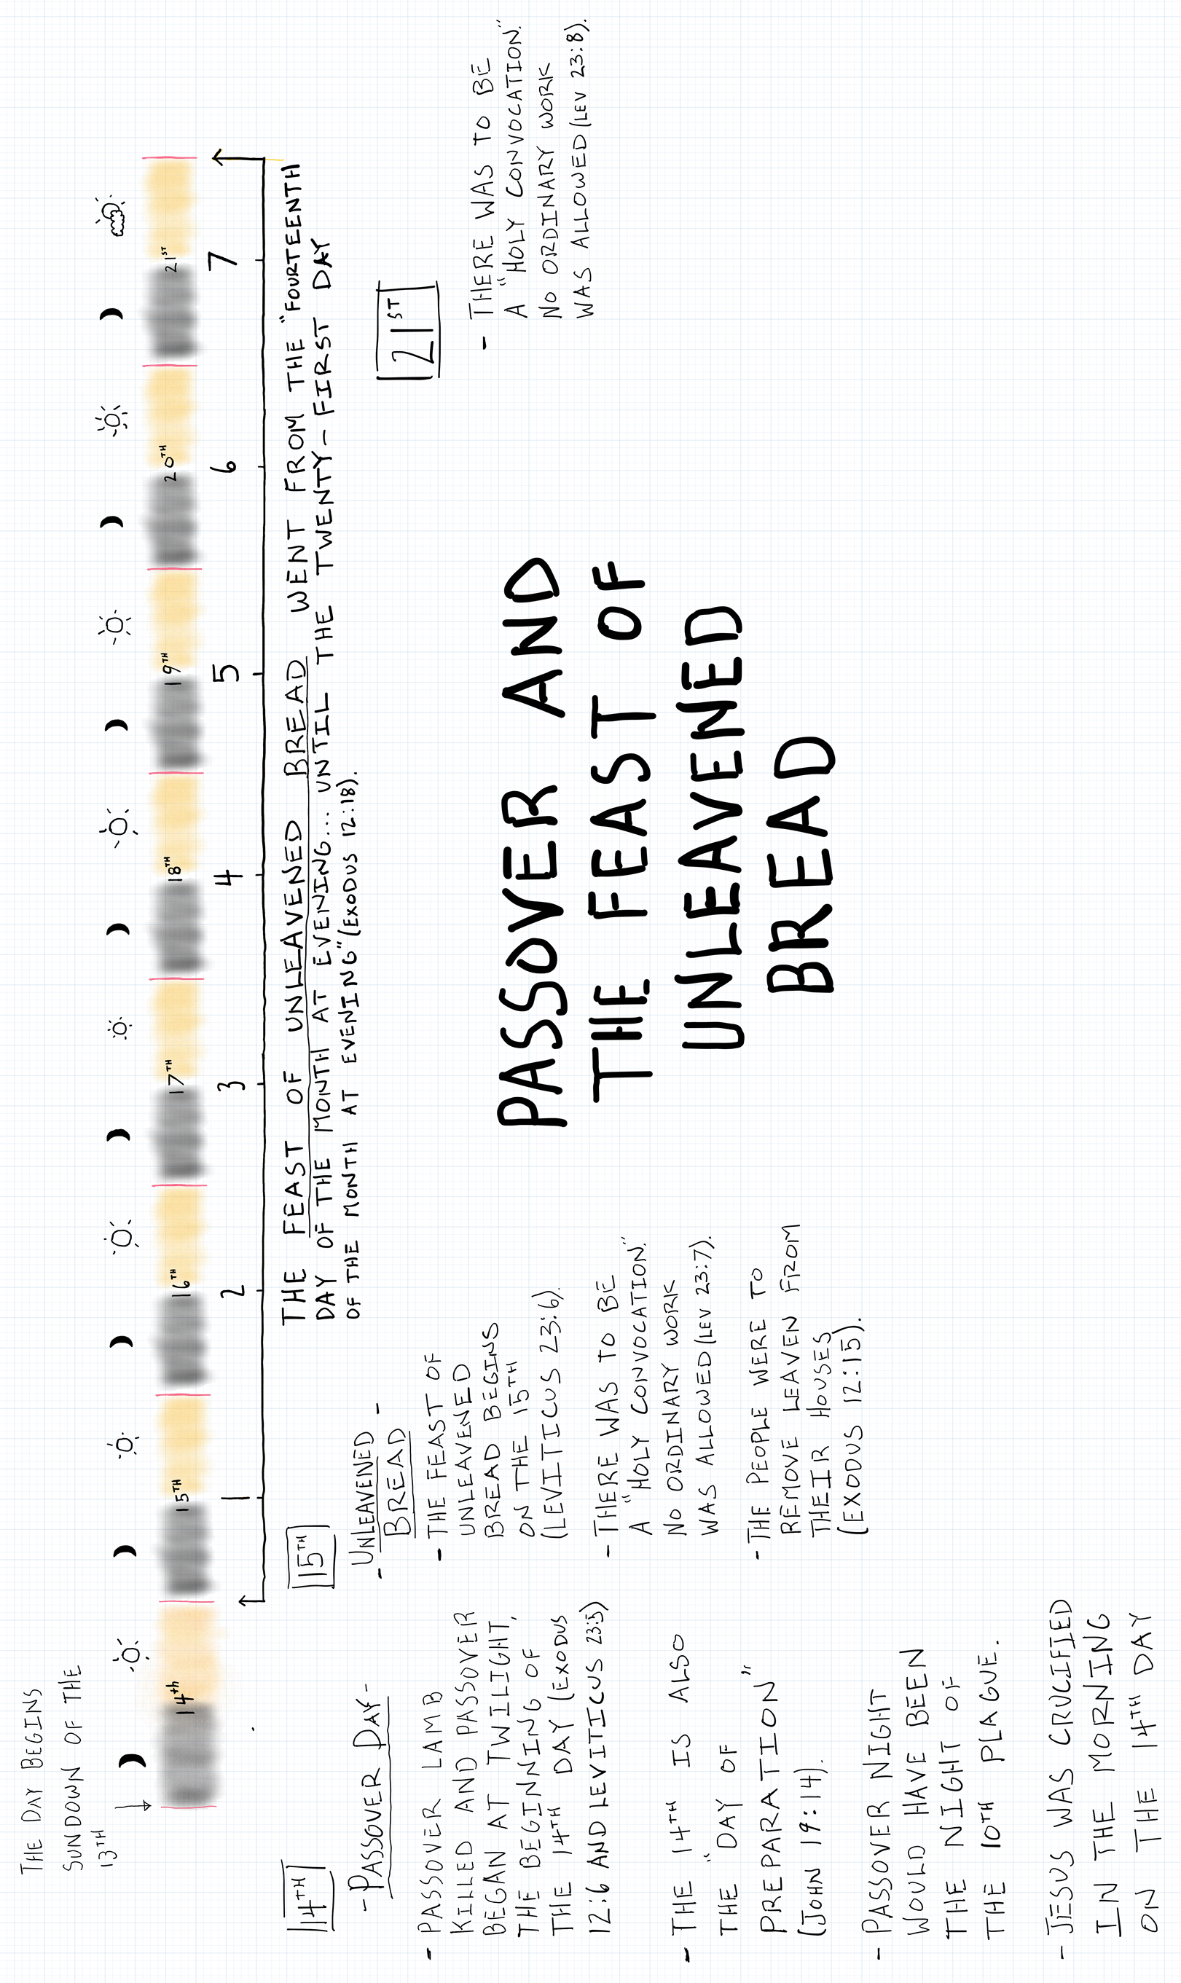 THE DAY BEGINS
SUNDOWN OF THE
13TH
14th
15TH
16TH
17TH
18TH
19TH
20TH
21ST
1
2
3
4
5
6
7
THE FEAST OF UNLEAVENED BREAD WENT FROM THE "FOURTEENTH
DAY OF THE MONTH AT EVENING... UNTIL THE TWENTY-FIRST DAY
OF THE MONTH AT EVENING" (EXODUS 12:18).
14TH
-PASSOVER DAY-
- PASSOVER LAMB
KILLED AND PASSOVER
BEGAN AT TWILIGHT,
THE BEGINNING OF
THE 14TH DAY (EXODUS
12:6 AND LEVITICUS 23:5)
- THE 14TH IS ALSO
THE "DAY OF
PREPARATION"
(JOHN 19:14).
- PASSOVER NIGHT
WOULD HAVE BEEN
THE NIGHT OF
THE 10TH PLAGUE.
- JESUS WAS CRUCIFIED
IN THE MORNING
ON THE 14TH DAY
15TH
- UNLEAVENED -
BREAD
- THE FEAST OF
UNLEAVENED
BREAD BEGINS
ON THE 15TH
(LEVITICUS 23:6).
- THERE WAS TO BE
A "HOLY CONVOCATION."
NO ORDINARY WORK
WAS ALLOWED (LEV 23:7).
- THE PEOPLE WERE TO
REMOVE LEAVEN FROM
THEIR HOUSES
(EXODUS 12:15).
PASSOVER AND
THE FEAST OF
UNLEAVENED
BREAD
21ST
- THERE WAS TO BE
A "HOLY CONVOCATION."
NO ORDINARY WORK
WAS ALLOWED (LEV 23:8).